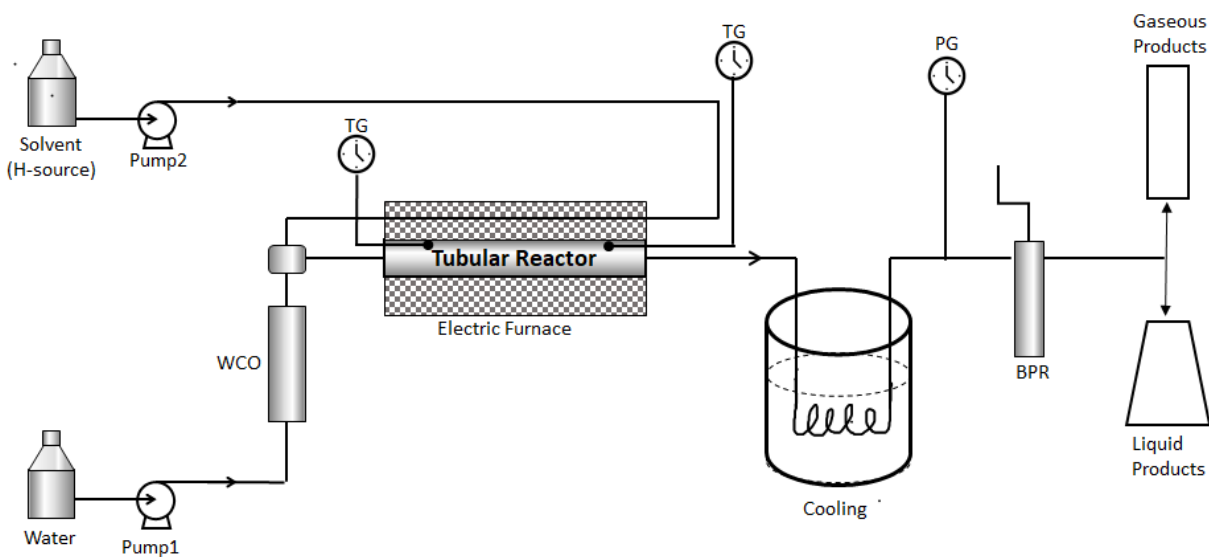 Gaseous
Products
TG
PG
Solvent
(H-source)
Pump2
TG
Tubular Reactor
Electric Furnace
WCO
BPR
Liquid
Products
Cooling
Water
Pump1